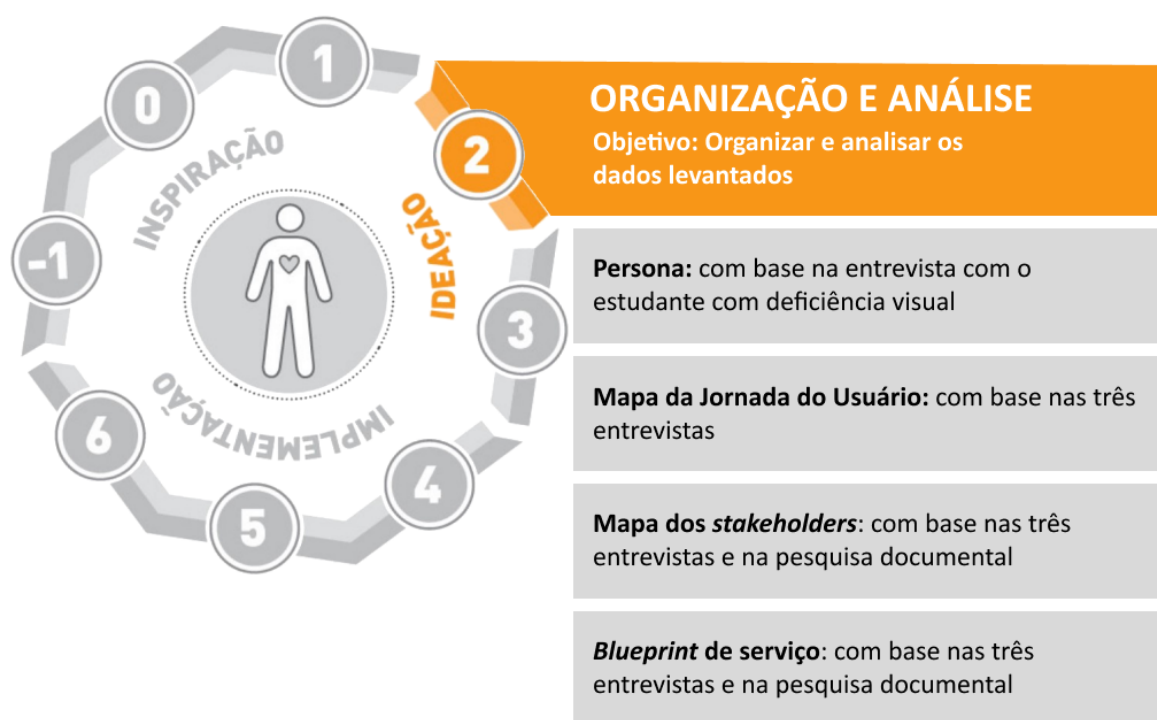 -1
0
1
2
3
4
5
6
INSPIRAÇÃO
IDEAÇÃO
IMPLEMENTAÇÃO
ORGANIZAÇÃO E ANÁLISE
Objetivo: Organizar e analisar os
dados levantados
Persona: com base na entrevista com o
estudante com deficiência visual
Mapa da Jornada do Usuário: com base nas três
entrevistas
Mapa dos stakeholders: com base nas três
entrevistas e na pesquisa documental
Blueprint de serviço: com base nas três
entrevistas e na pesquisa documental